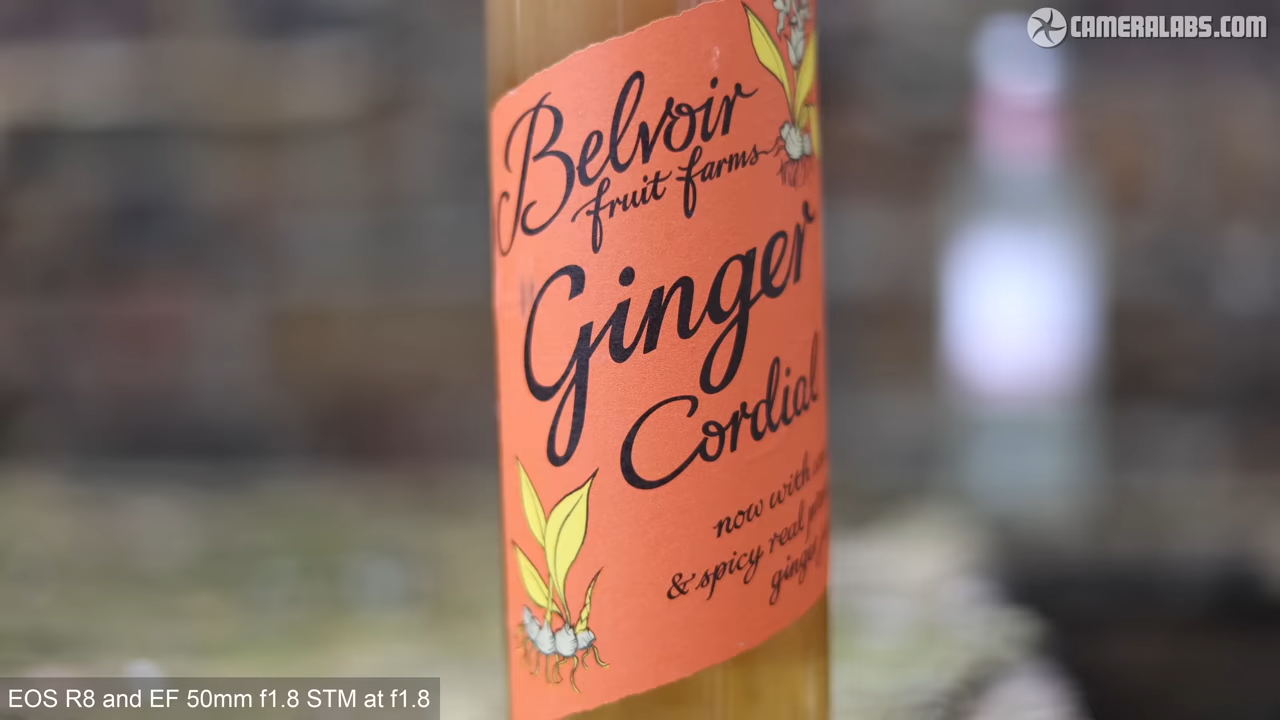 CAMERALABS.COM
Belvoir
fruit farms
Ginger
Cordial
now with
& spicy real
ginger
EOS R8 and EF 50mm f1.8 STM at f1.8